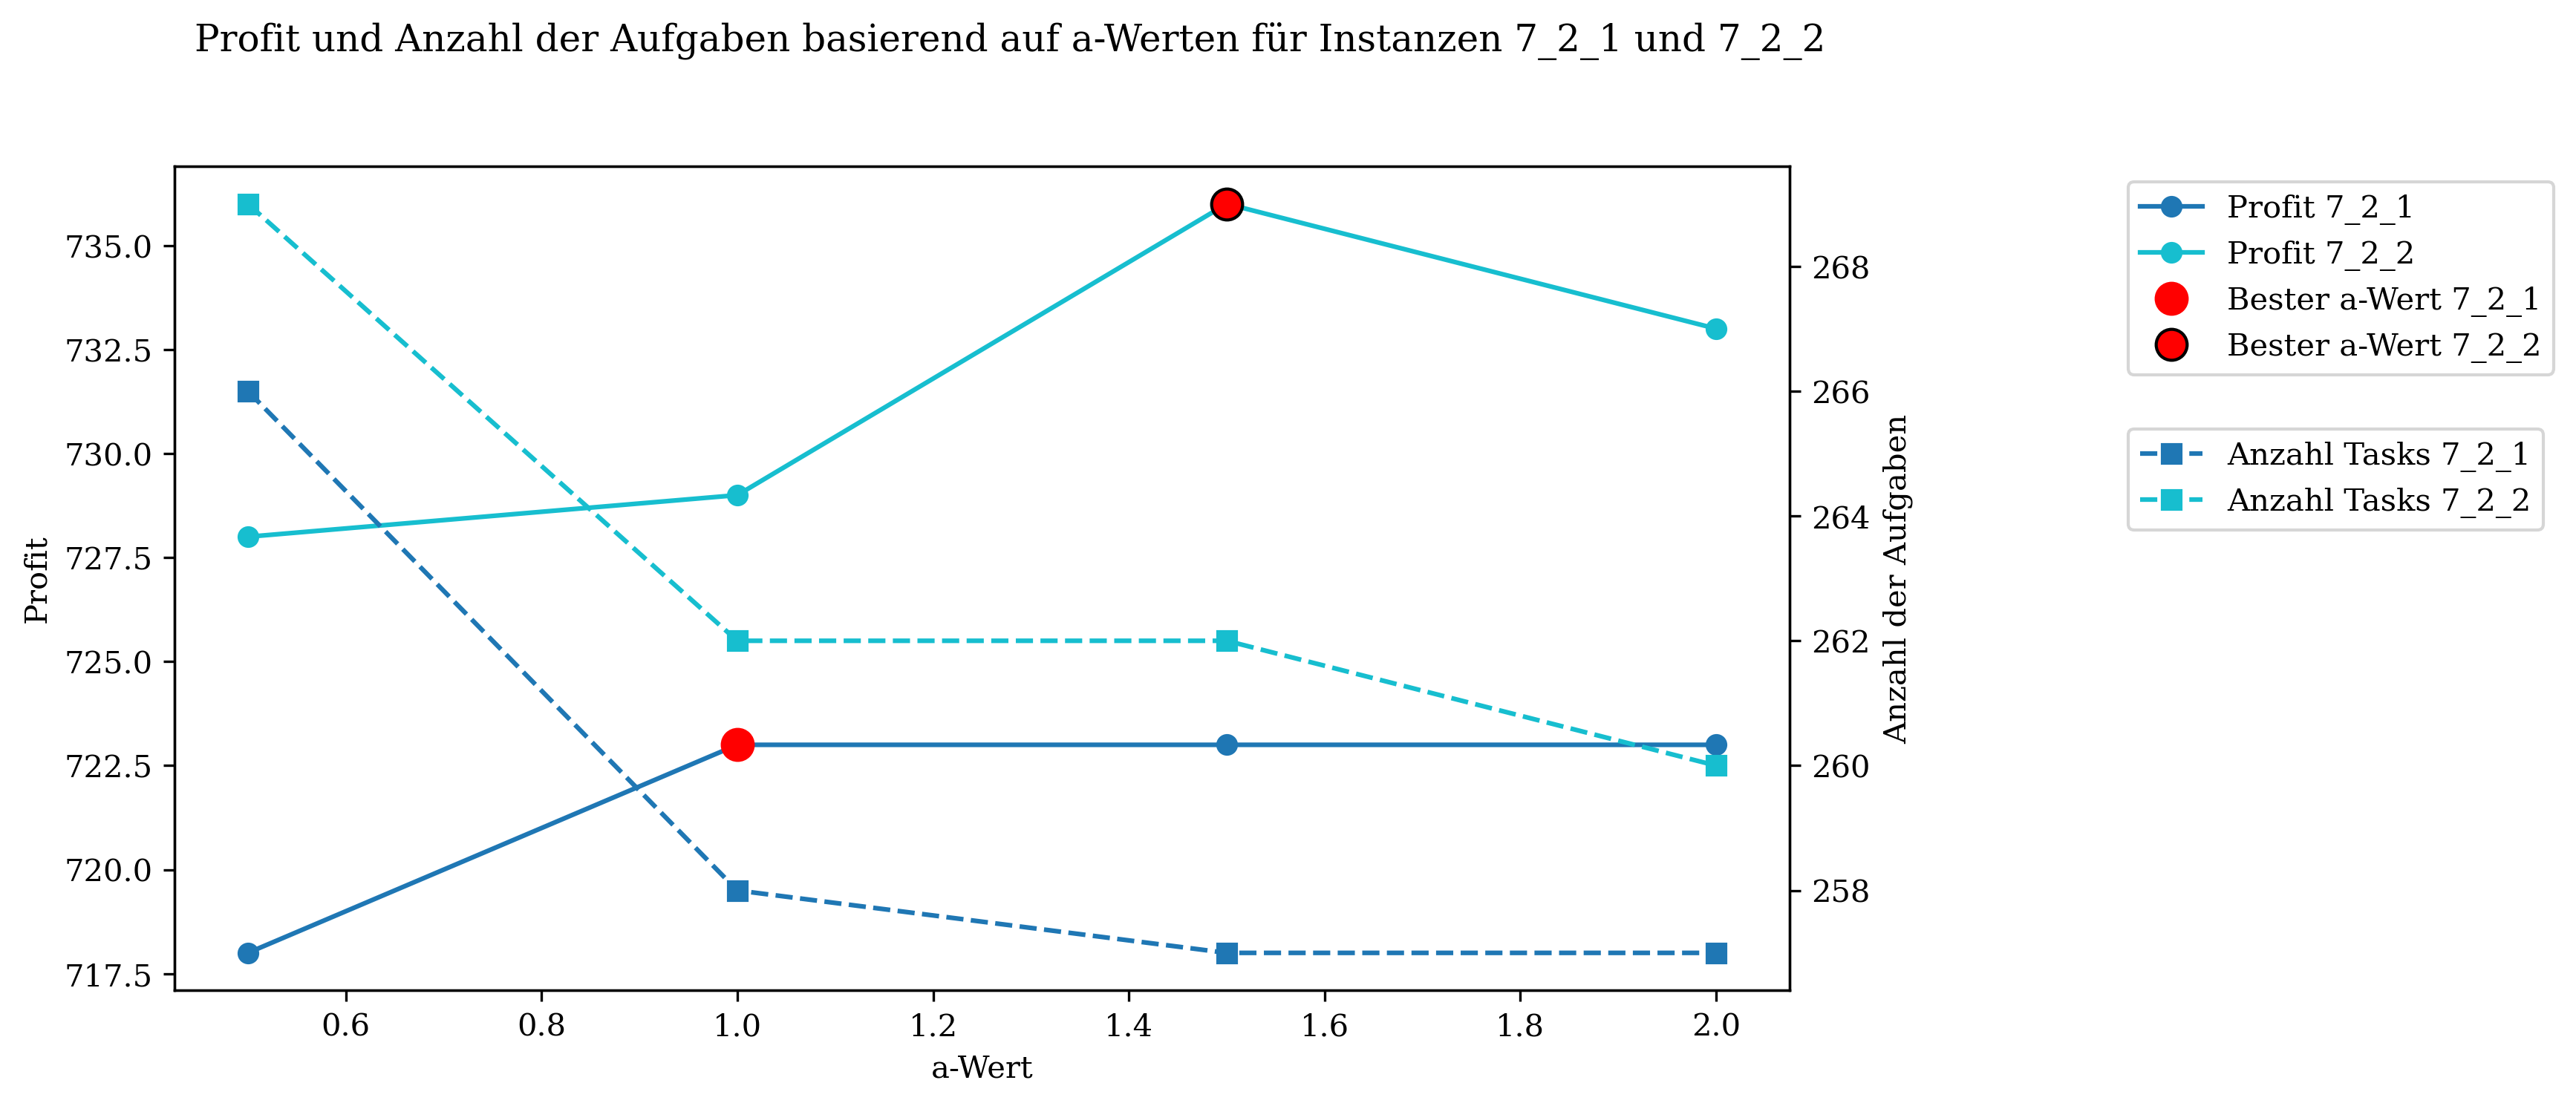 Profit und Anzahl der Aufgaben basierend auf a-Werten für Instanzen 7_2_1 und 7_2_2
Profit
735.0
732.5
730.0
727.5
725.0
722.5
720.0
717.5
0.6
0.8
1.0
1.2
1.4
1.6
1.8
2.0
a-Wert
268
266
264
262
260
258
Anzahl der Aufgaben
Profit 7_2_1
Profit 7_2_2
Bester a-Wert 7_2_1
Bester a-Wert 7_2_2
Anzahl Tasks 7_2_1
Anzahl Tasks 7_2_2